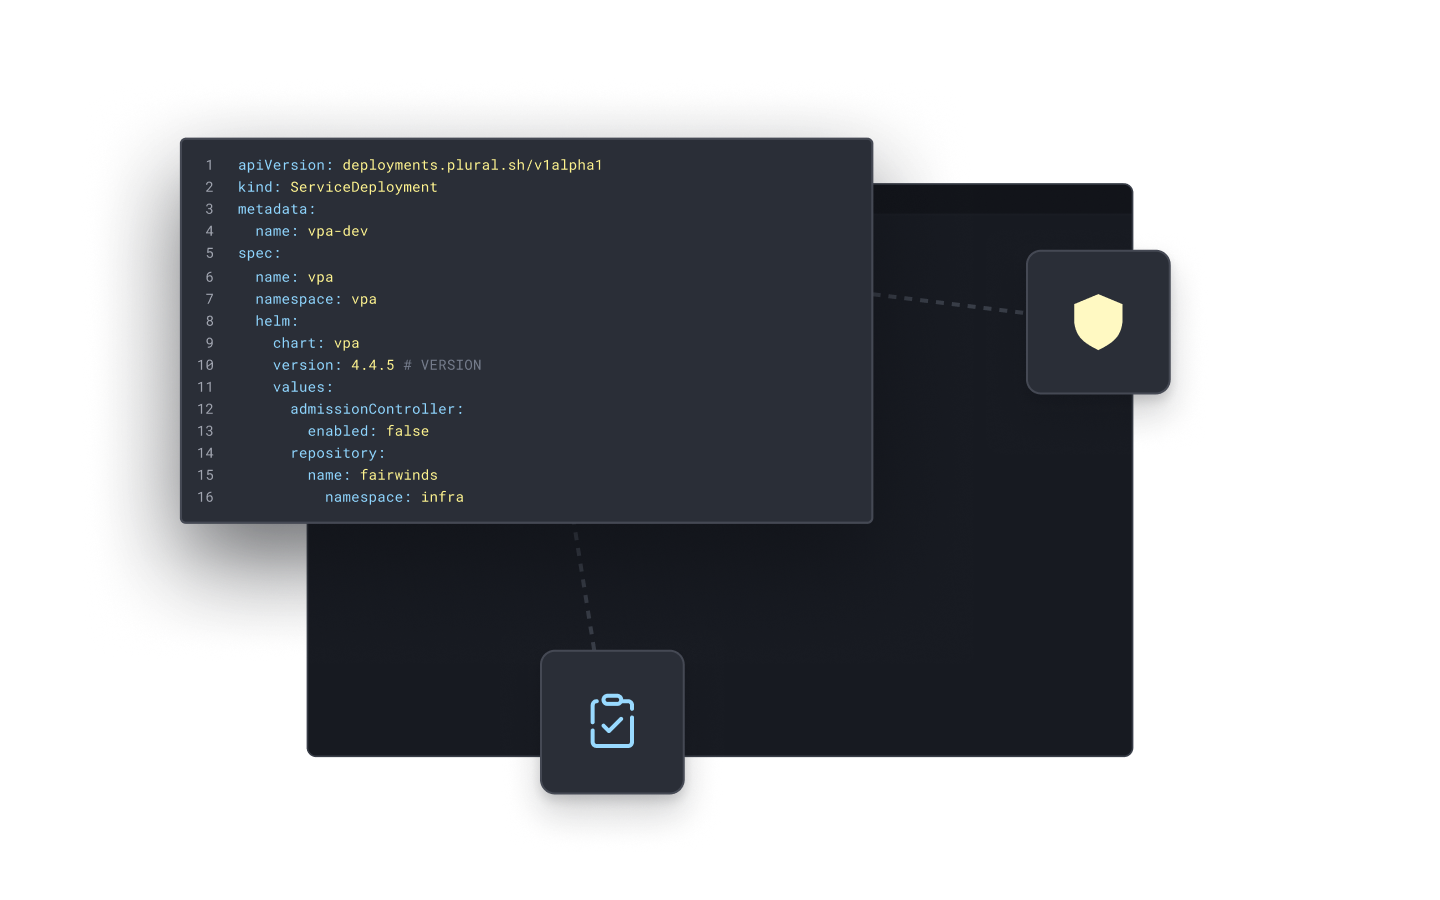 1 apiVersion: deployments.plural.sh/v1alpha1
2 kind: ServiceDeployment
3 metadata:
4   name: vpa-dev
5 spec:
6   name: vpa
7   namespace: vpa
8   helm:
9     chart: vpa
10     version: 4.4.5 # VERSION
11     values:
12       admissionController:
13         enabled: false
14       repository:
15         name: fairwinds
16           namespace: infra